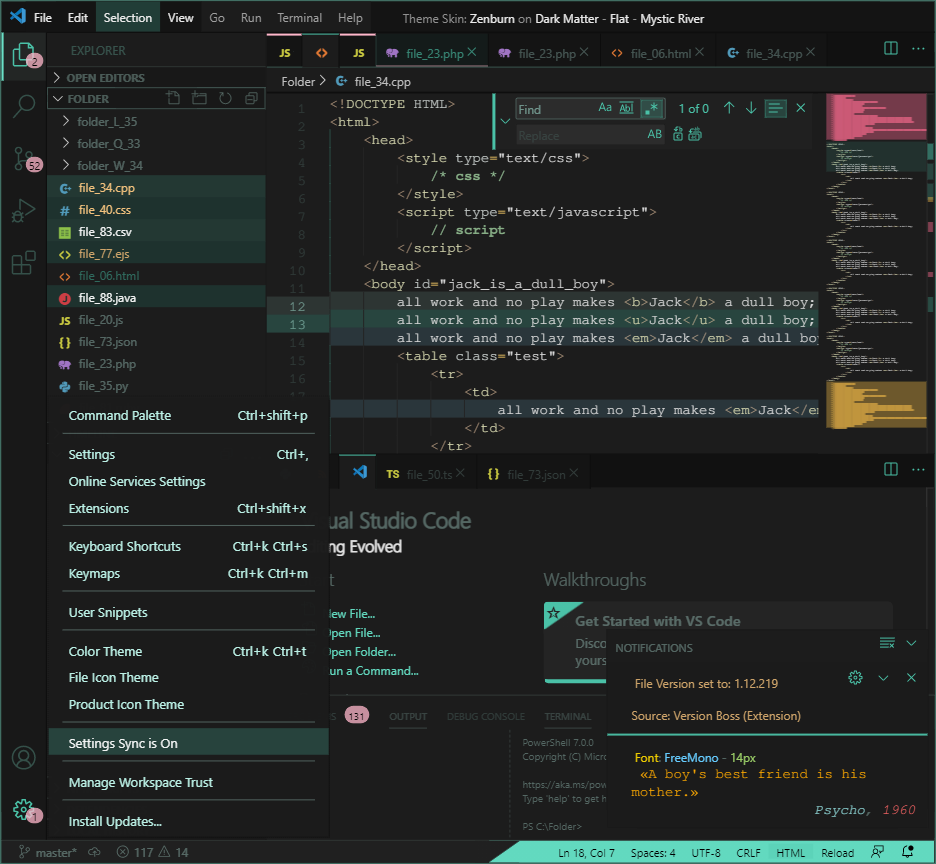 File Edit Selection View Go Run Terminal Help Theme Skin: Zenburn on Dark Matter - Flat - Mystic River
2
EXPLORER
JS <> JS file_23.php file_23.php file_06.html file_34.cpp
OPEN EDITORS
FOLDER
Folder > file_34.cpp
folder_L_35
folder_Q_33
folder_W_34
file_34.cpp
file_40.css
file_83.csv
file_77.ejs
file_06.html
file_88.java
JS file_20.js
{} file_73.json
file_23.php
file_35.py
52
Find Aa Abl .* 1 of 0
Replace AB
1 <!DOCTYPE HTML>
2 <html>
3 <head>
4 <style type="text/css">
5 /* css */
6 </style>
7 <script type="text/javascript">
8 // script
9 </script>
10 </head>
11 <body id="jack_is_a_dull_boy">
12 all work and no play makes <b>Jack</b> a dull boy;
13 all work and no play makes <u>Jack</u> a dull boy;
14 all work and no play makes <em>Jack</em> a dull boy
15 <table class="test">
16 <tr>
17 <td>
all work and no play makes <em>Jack</em
</td>
</tr>
Command Palette Ctrl+shift+p
Settings Ctrl+,
Online Services Settings
Extensions Ctrl+shift+x
Keyboard Shortcuts Ctrl+k Ctrl+s
Keymaps Ctrl+k Ctrl+m
User Snippets
Color Theme Ctrl+k Ctrl+t
File Icon Theme
Product Icon Theme
Settings Sync is On
Manage Workspace Trust
Install Updates...
1
TS file_50.ts {} file_73.json
ual Studio Code
ng Evolved
t
ew File...
pen File...
pen Folder...
un a Command...
Walkthroughs
Get Started with VS Code
Disco
yours
NOTIFICATIONS
File Version set to: 1.12.219
Source: Version Boss (Extension)
Font: FreeMono - 14px
«A boy's best friend is his
mother.»
Psycho, 1960
S 131 OUTPUT DEBUG CONSOLE TERMINAL
PowerShell 7.0.0
Copyright (C) Micro
https://aka.ms/pow
Type 'help' to get h
PS C:\Folder>
master* 117 14 Ln 18, Col 7 Spaces: 4 UTF-8 CRLF HTML Reload